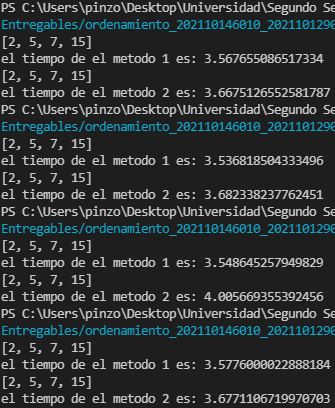 PS C:\Users\pinzo\Desktop\Universidad\Segundo Se
Entregables/ordenamiento_202110146010_2021101290
[2, 5, 7, 15]
el tiempo de el metodo 1 es: 3.567655086517334
[2, 5, 7, 15]
el tiempo de el metodo 2 es: 3.6675126552581787
PS C:\Users\pinzo\Desktop\Universidad\Segundo Se
Entregables/ordenamiento_202110146010_2021101290
[2, 5, 7, 15]
el tiempo de el metodo 1 es: 3.536818504333496
[2, 5, 7, 15]
el tiempo de el metodo 2 es: 3.682338237762451
PS C:\Users\pinzo\Desktop\Universidad\Segundo Se
Entregables/ordenamiento_202110146010_2021101290
[2, 5, 7, 15]
el tiempo de el metodo 1 es: 3.548645257949829
[2, 5, 7, 15]
el tiempo de el metodo 2 es: 4.005669355392456
PS C:\Users\pinzo\Desktop\Universidad\Segundo Se
Entregables/ordenamiento_202110146010_2021101290
[2, 5, 7, 15]
el tiempo de el metodo 1 es: 3.5776000022888184
[2, 5, 7, 15]
el tiempo de el metodo 2 es: 3.6771106719970703